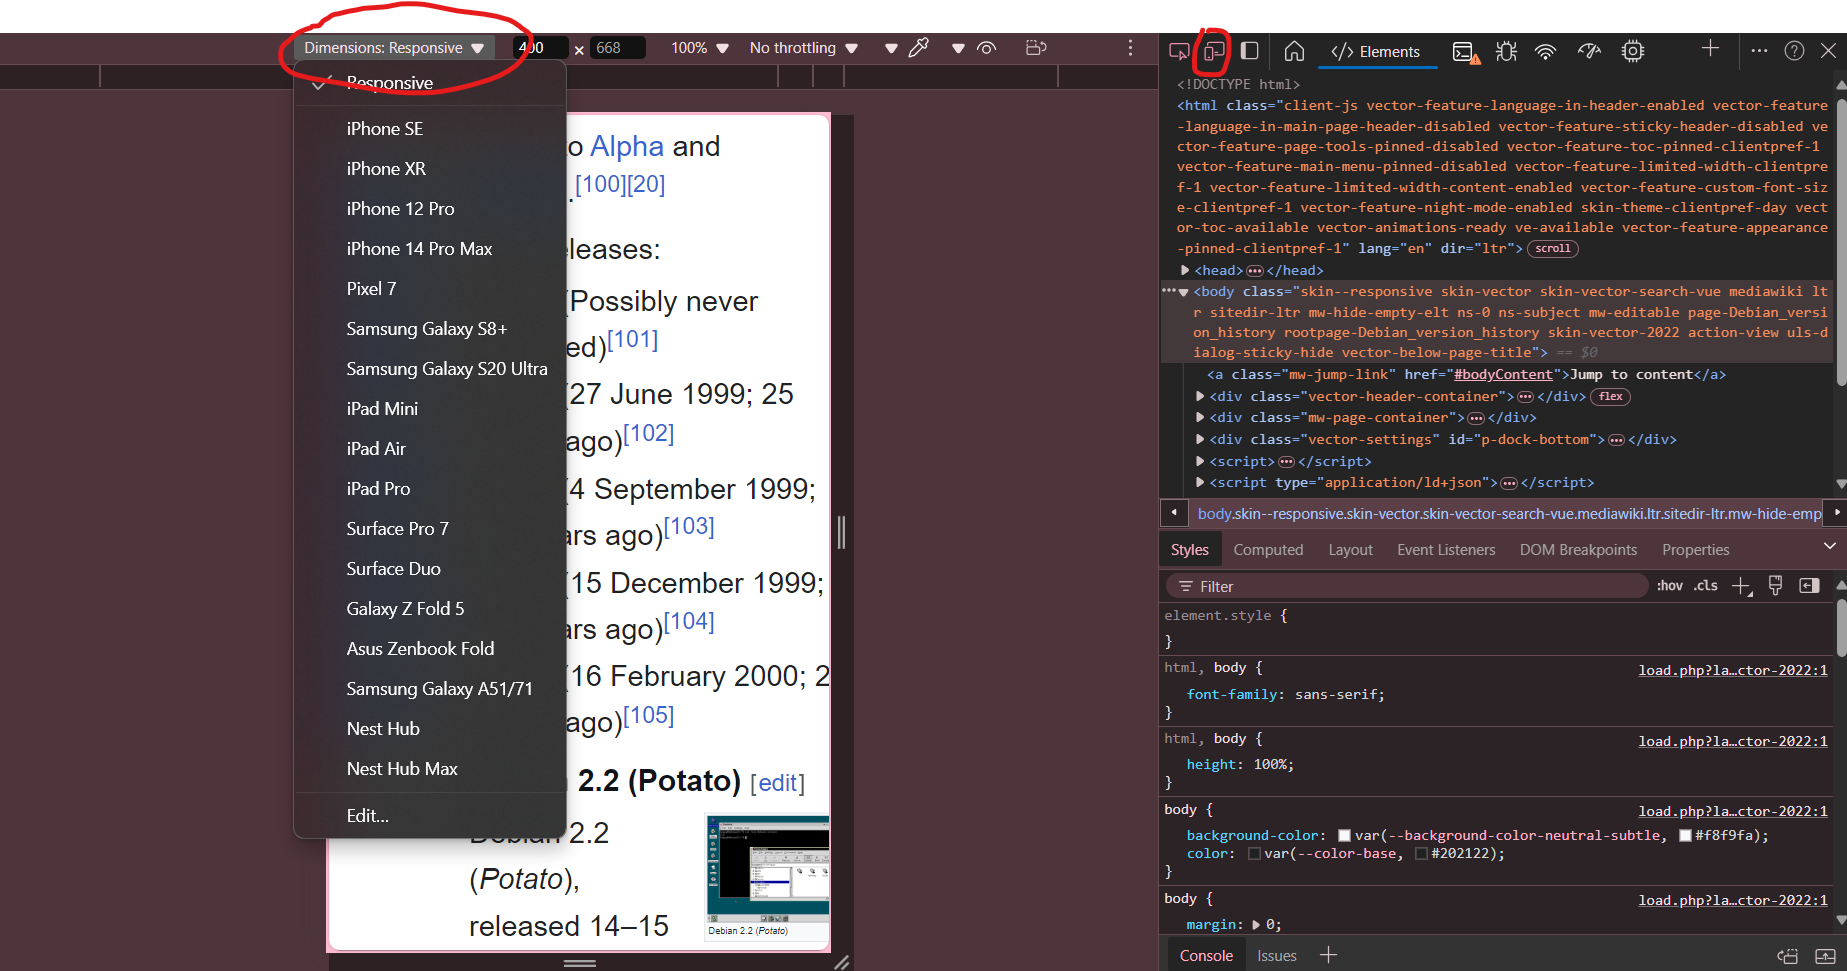 Dimensions: Responsive
400 × 668
100%
No throttling
Responsive
iPhone SE
iPhone XR
iPhone 12 Pro
iPhone 14 Pro Max
Pixel 7
Samsung Galaxy S8+
Samsung Galaxy S20 Ultra
iPad Mini
iPad Air
iPad Pro
Surface Pro 7
Surface Duo
Galaxy Z Fold 5
Asus Zenbook Fold
Samsung Galaxy A51/71
Nest Hub
Nest Hub Max
Edit...
o Alpha and
.[100][20]
eleases:
(Possibly never
ed)[101]
(27 June 1999; 25
ago)[102]
(4 September 1999;
ars ago)[103]
(15 December 1999;
ars ago)[104]
(16 February 2000; 2
ago)[105]
2.2 (Potato) [edit]
Debian 2.2
(Potato),
released 14–15
Debian 2.2 (Potato)
</> Elements
<!DOCTYPE html>
<html class="client-js vector-feature-language-in-header-enabled vector-feature
-language-in-main-page-header-disabled vector-feature-sticky-header-disabled ve
ctor-feature-page-tools-pinned-disabled vector-feature-toc-pinned-clientpref-1
vector-feature-main-menu-pinned-disabled vector-feature-limited-width-clientpre
f-1 vector-feature-limited-width-content-enabled vector-feature-custom-font-siz
e-clientpref-1 vector-feature-night-mode-enabled skin-theme-clientpref-day vect
or-toc-available vector-animations-ready ve-available vector-feature-appearance
-pinned-clientpref-1" lang="en" dir="ltr"> scroll
<head> ••• </head>
••• <body class="skin--responsive skin-vector skin-vector-search-vue mediawiki lt
r sitedir-ltr mw-hide-empty-elt ns-0 ns-subject mw-editable page-Debian_versi
on_history rootpage-Debian_version_history skin-vector-2022 action-view uls-d
ialog-sticky-hide vector-below-page-title"> == $0
<a class="mw-jump-link" href="#bodyContent">Jump to content</a>
<div class="vector-header-container"> ••• </div> flex
<div class="mw-page-container"> ••• </div>
<div class="vector-settings" id="p-dock-bottom"> ••• </div>
<script> ••• </script>
<script type="application/ld+json"> ••• </script>
body.skin--responsive.skin-vector.skin-vector-search-vue.mediawiki.ltr.sitedir-ltr.mw-hide-emp
Styles Computed Layout Event Listeners DOM Breakpoints Properties
Filter :hov .cls
element.style {
}
html, body { load.php?la…ctor-2022:1
font-family: sans-serif;
}
html, body { load.php?la…ctor-2022:1
height: 100%;
}
body { load.php?la…ctor-2022:1
background-color: var(--background-color-neutral-subtle, #f8f9fa);
color: var(--color-base, #202122);
}
body { load.php?la…ctor-2022:1
margin: 0;
Console Issues